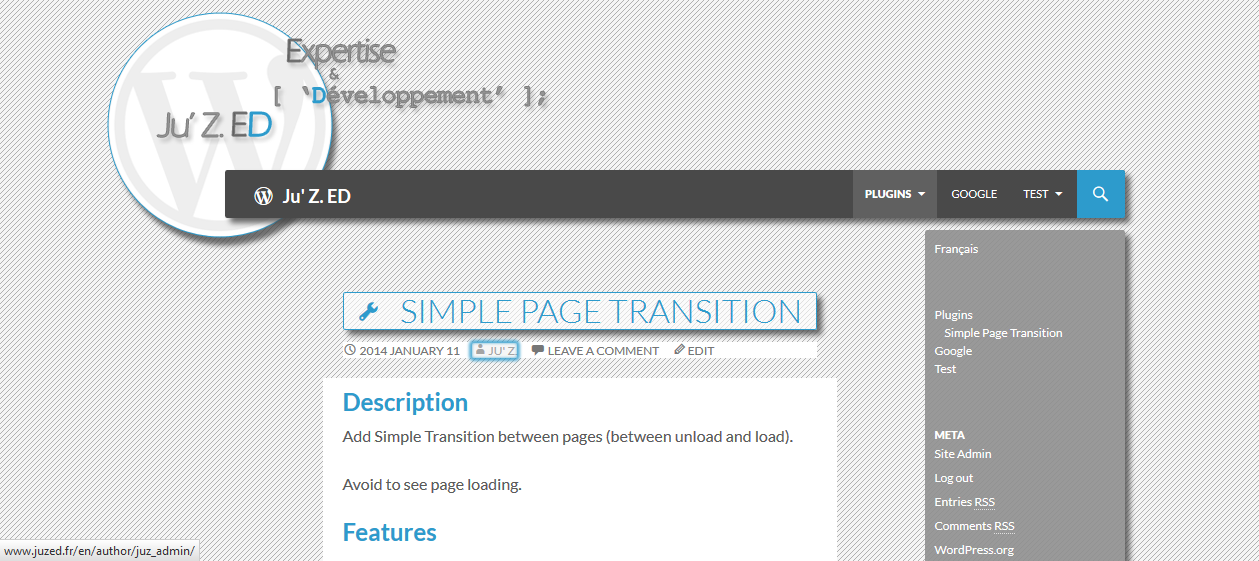 Expertise
&
[ ‘Développement’ ];
Ju’ Z. ED
Ju' Z. ED
PLUGINS
GOOGLE
TEST
Français
SIMPLE PAGE TRANSITION
2014 JANUARY 11
JU' Z.
LEAVE A COMMENT
EDIT
Description
Add Simple Transition between pages (between unload and load).
Avoid to see page loading.
Features
Plugins
Simple Page Transition
Google
Test
META
Site Admin
Log out
Entries RSS
Comments RSS
WordPress.org
www.juzed.fr/en/author/juz_admin/